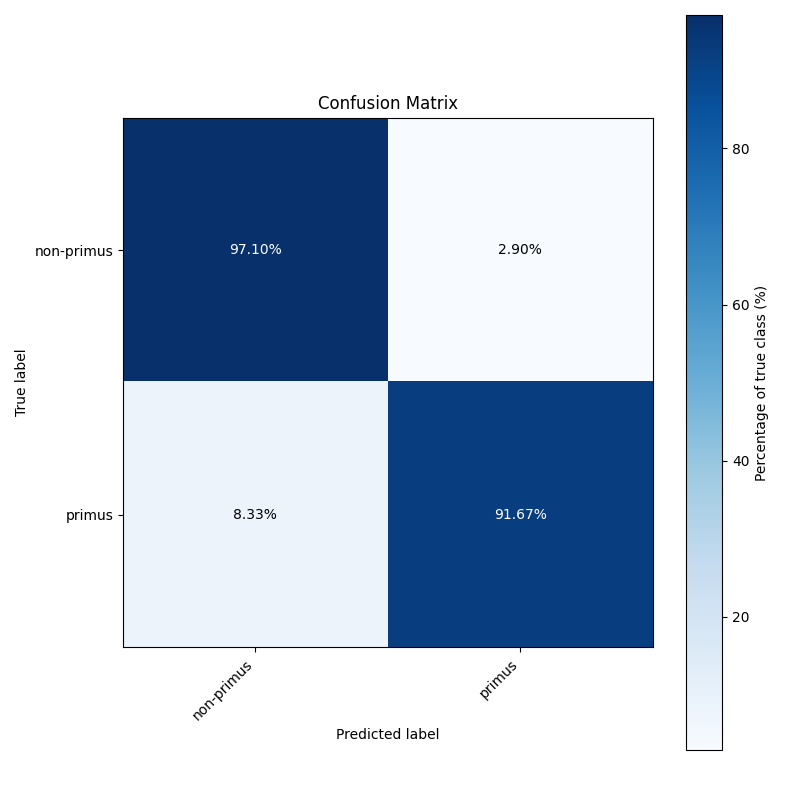 Confusion Matrix
non-primus
97.10%
2.90%
primus
8.33%
91.67%
True label
non-primus
primus
Predicted label
80
60
40
20
Percentage of true class (%)